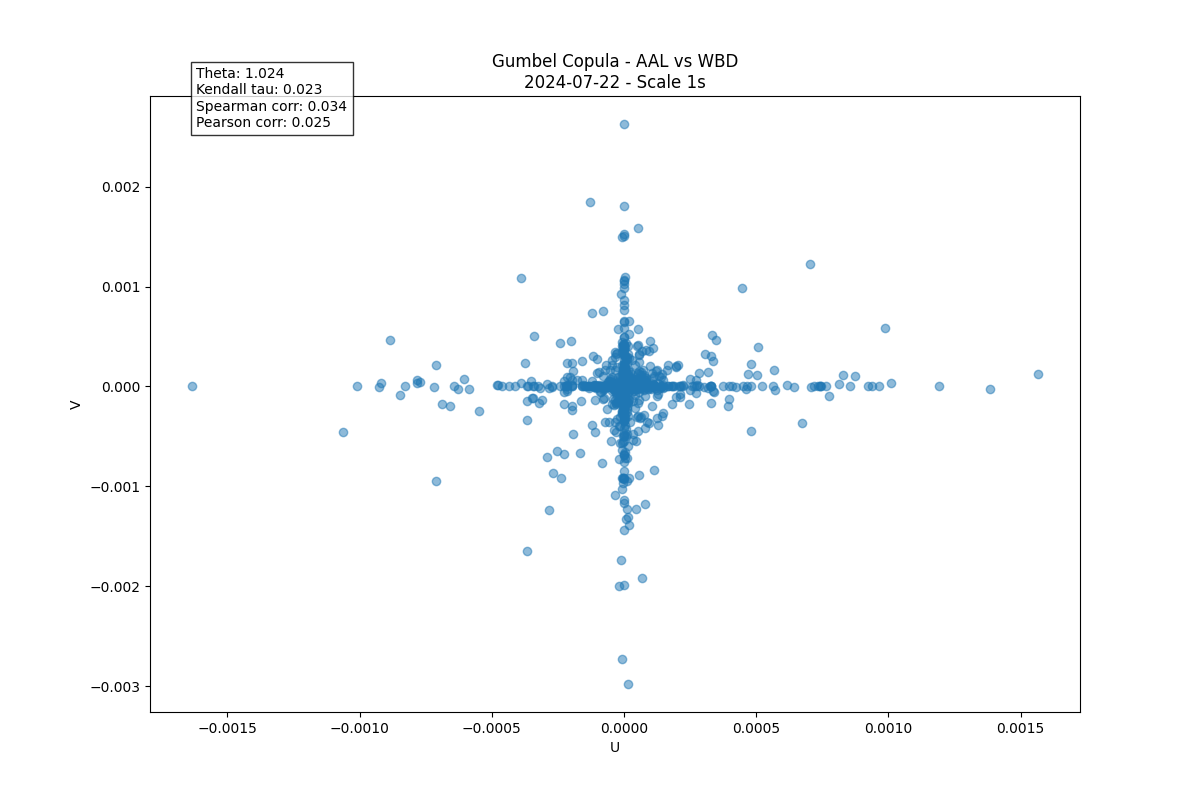 Gumbel Copula - AAL vs WBD
2024-07-22 - Scale 1s
Theta: 1.024
Kendall tau: 0.023
Spearman corr: 0.034
Pearson corr: 0.025
0.002
0.001
0.000
−0.001
−0.002
−0.003
V
−0.0015
−0.0010
−0.0005
0.0000
0.0005
0.0010
0.0015
U